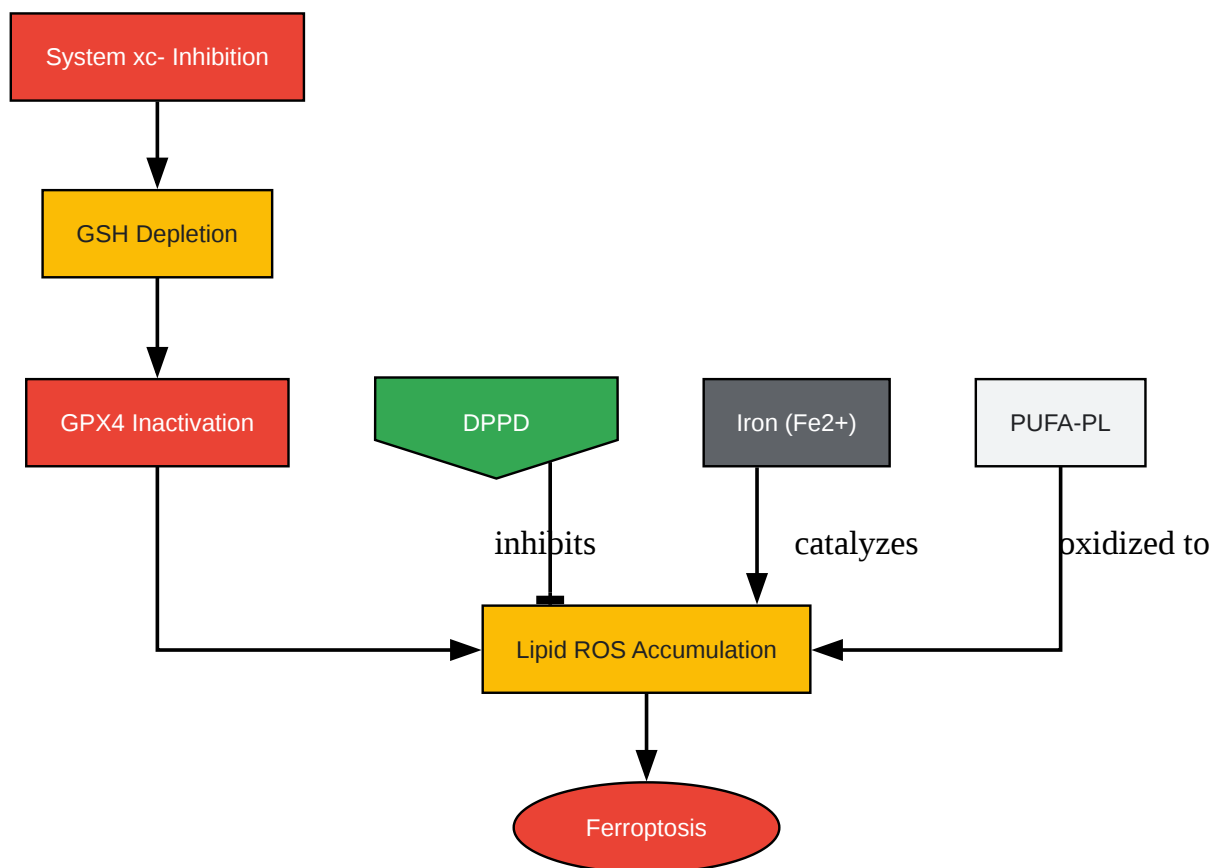 System xc- Inhibition
GSH Depletion
GPX4 Inactivation
DPPD
Iron (Fe2+)
PUFA-PL
inhibits
catalyzes
oxidized to
Lipid ROS Accumulation
Ferroptosis